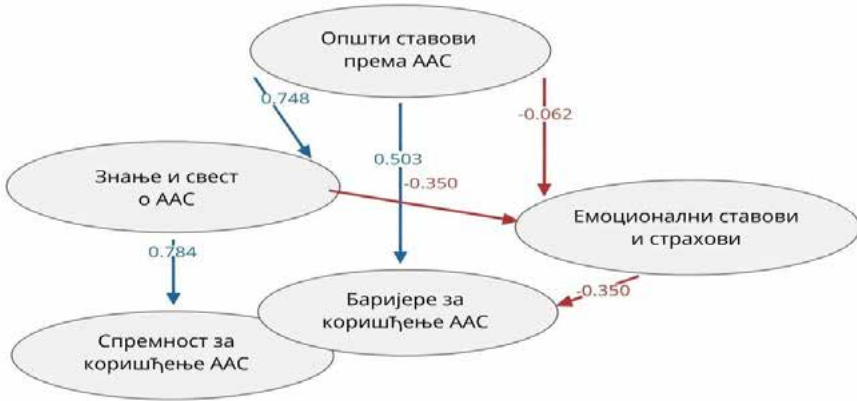 Општи ставови
према ААС
0.748
-0.062
0.503
Знање и свест
о ААС
-0.350
Емоционални ставови
и страхови
0.784
Баријере за
коришћење ААС
-0.350
Спремност за
коришћење ААС